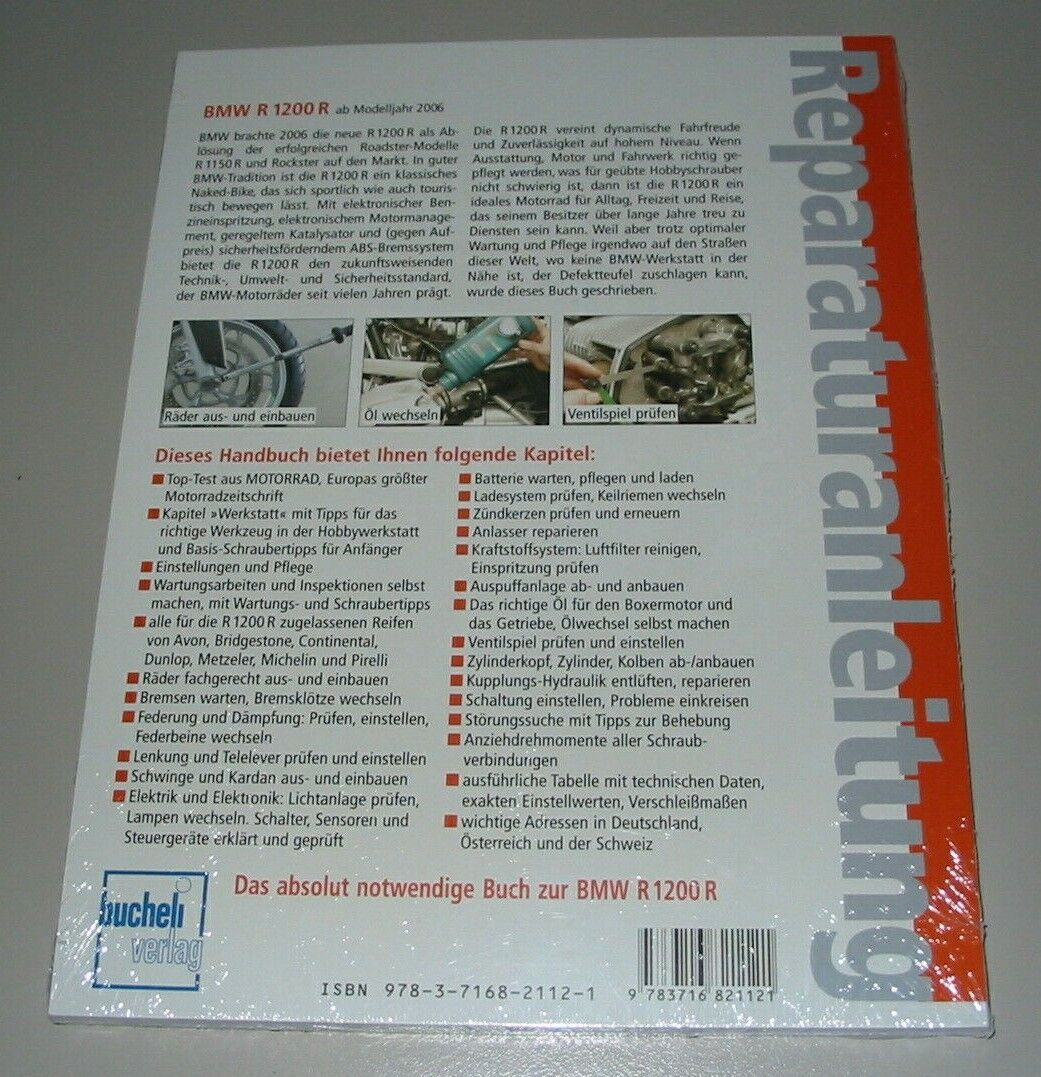 Reparaturanleitung
BMW R 1200 R ab Modelljahr 2006
BMW brachte 2006 die neue R 1200 R als Ab-
lösung der erfolgreichen Roadster-Modelle
R 1150 R und Rockster auf den Markt. In guter
BMW-Tradition ist die R 1200 R ein klassisches
Naked-Bike, das sich sportlich wie auch touris-
tisch bewegen lässt. Mit elektronischer Ben-
zineinspritzung, elektronischem Motormanage-
ment, geregeltem Katalysator und (gegen Auf-
preis) sicherheitsförderndem ABS-Bremssystem
bietet die R 1200 R den zukunftsweisenden
Technik-, Umwelt- und Sicherheitsstandard,
der BMW-Motorräder seit vielen Jahren prägt.
Die R 1200 R vereint dynamische Fahrfreude
und Zuverlässigkeit auf hohem Niveau. Wenn
Ausstattung, Motor und Fahrwerk richtig ge-
pflegt werden, was für geübte Hobbyschrauber
nicht schwierig ist, dann ist die R 1200 R ein
ideales Motorrad für Alltag, Freizeit und Reise,
das seinem Besitzer über lange Jahre treu zu
Diensten sein kann. Weil aber trotz optimaler
Wartung und Pflege irgendwo auf den Straßen
dieser Welt, wo keine BMW-Werkstatt in der
Nähe ist, der Defektteufel zuschlagen kann,
wurde dieses Buch geschrieben.
Räder aus- und einbauen
Öl wechseln
Ventilspiel prüfen
Dieses Handbuch bietet Ihnen folgende Kapitel:
Top-Test aus MOTORRAD, Europas größter
Motorradzeitschrift
Kapitel »Werkstatt« mit Tipps für das
richtige Werkzeug in der Hobbywerkstatt
und Basis-Schraubertipps für Anfänger
Einstellungen und Pflege
Wartungsarbeiten und Inspektionen selbst
machen, mit Wartungs- und Schraubertipps
alle für die R 1200 R zugelassenen Reifen
von Avon, Bridgestone, Continental,
Dunlop, Metzeler, Michelin und Pirelli
Räder fachgerecht aus- und einbauen
Bremsen warten, Bremsklötze wechseln
Federung und Dämpfung: Prüfen, einstellen,
Federbeine wechseln
Lenkung und Telelever prüfen und einstellen
Schwinge und Kardan aus- und einbauen
Elektrik und Elektronik: Lichtanlage prüfen,
Lampen wechseln. Schalter, Sensoren und
Steuergeräte erklärt und geprüft
Batterie warten, pflegen und laden
Ladesystem prüfen, Keilriemen wechseln
Zündkerzen prüfen und erneuern
Anlasser reparieren
Kraftstoffsystem: Luftfilter reinigen,
Einspritzung prüfen
Auspuffanlage ab- und anbauen
Das richtige Öl für den Boxermotor und
das Getriebe, Ölwechsel selbst machen
Ventilspiel prüfen und einstellen
Zylinderkopf, Zylinder, Kolben ab-/anbauen
Kupplungs-Hydraulik entlüften, reparieren
Schaltung einstellen, Probleme einkreisen
Störungssuche mit Tipps zur Behebung
Anziehdrehmomente aller Schraub-
verbindungen
ausführliche Tabelle mit technischen Daten,
exakten Einstellwerten, Verschleißmaßen
wichtige Adressen in Deutschland,
Österreich und der Schweiz
Das absolut notwendige Buch zur BMW R 1200 R
bucheli
verlag
ISBN 978-3-7168-2112-1
9 783716 821121